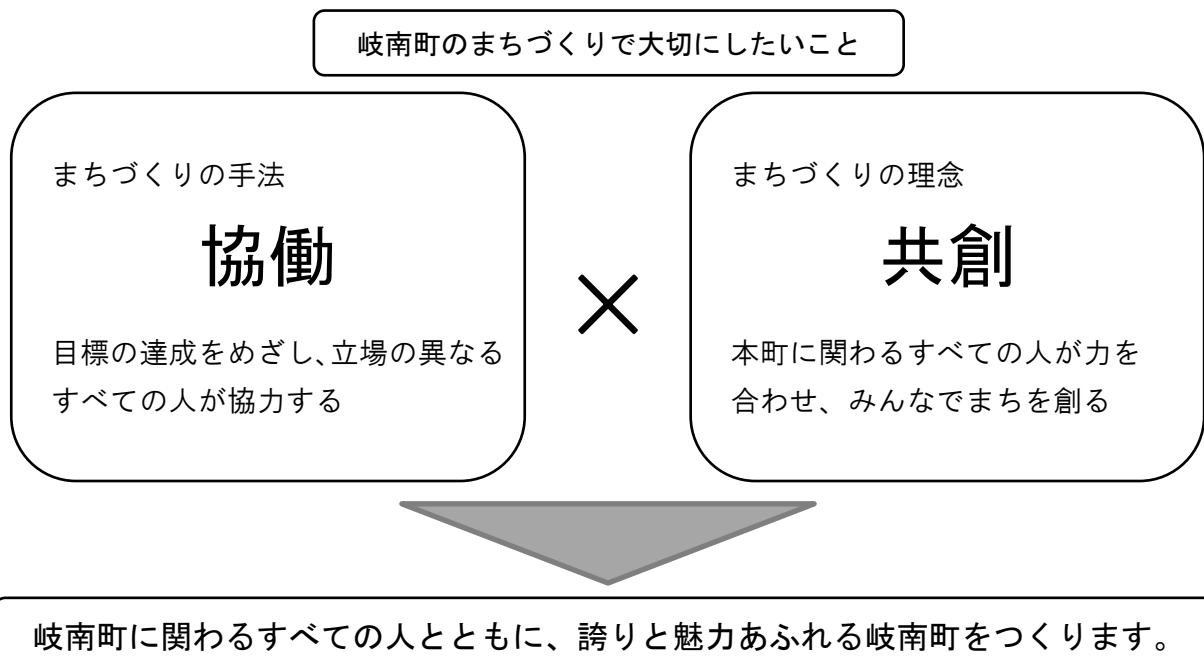 岐南町のまちづくりで大切にしたいこと
まちづくりの手法
協働
目標の達成をめざし、立場の異なる
すべての人が協力する
×
まちづくりの理念
共創
本町に関わるすべての人が力を
合わせ、みんなでまちを創る
岐南町に関わるすべての人とともに、誇りと魅力あふれる岐南町をつくります。